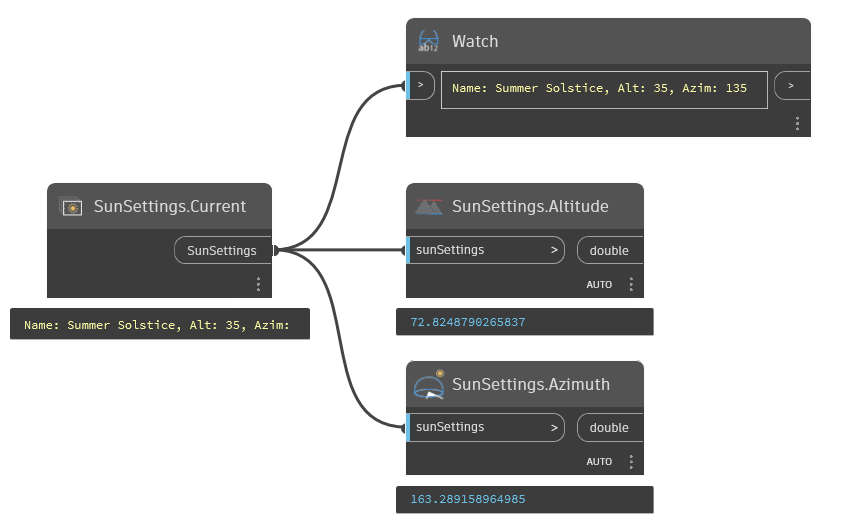 Watch
>
Name: Summer Solstice, Alt: 35, Azim: 135
>
SunSettings.Current
SunSettings
Name: Summer Solstice, Alt: 35, Azim:
SunSettings.Altitude
sunSettings > double
AUTO
72.8248790265837
SunSettings.Azimuth
sunSettings > double
AUTO
163.289158964985